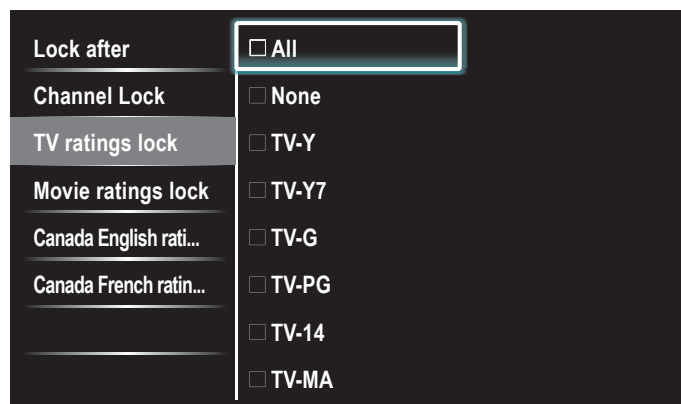 Lock after
Channel Lock
TV ratings lock
Movie ratings lock
Canada English rati...
Canada French ratin...
All
None
TV-Y
TV-Y7
TV-G
TV-PG
TV-14
TV-MA